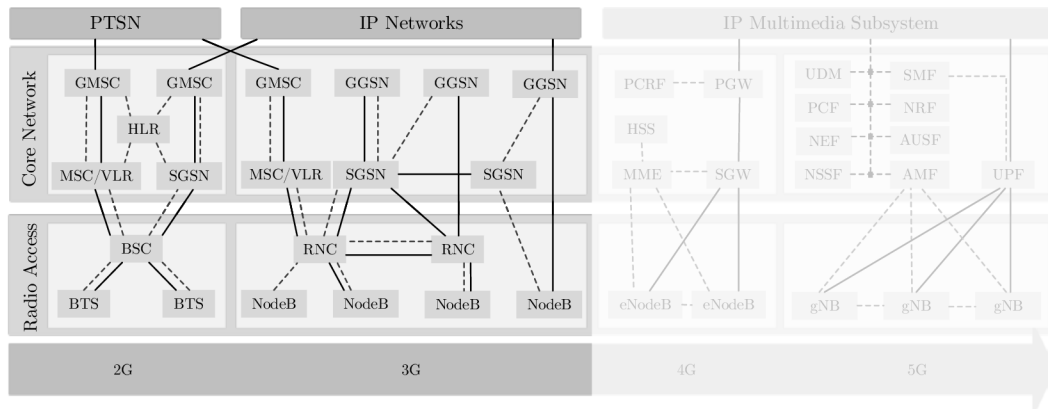 PTSN IP Networks IP Multimedia Subsystem
Core Network
GMSC GMSC GMSC GGSN GGSN GGSN PCRF PGW UDM SMF
PCF NRF
HLR HSS NEF AUSF
MSC/VLR SGSN MSC/VLR SGSN SGSN MME SGW NSSF AMF UPF
Radio Access
BSC RNC RNC
BTS BTS NodeB NodeB NodeB NodeB eNodeB eNodeB gNB gNB gNB
2G 3G 4G 5G